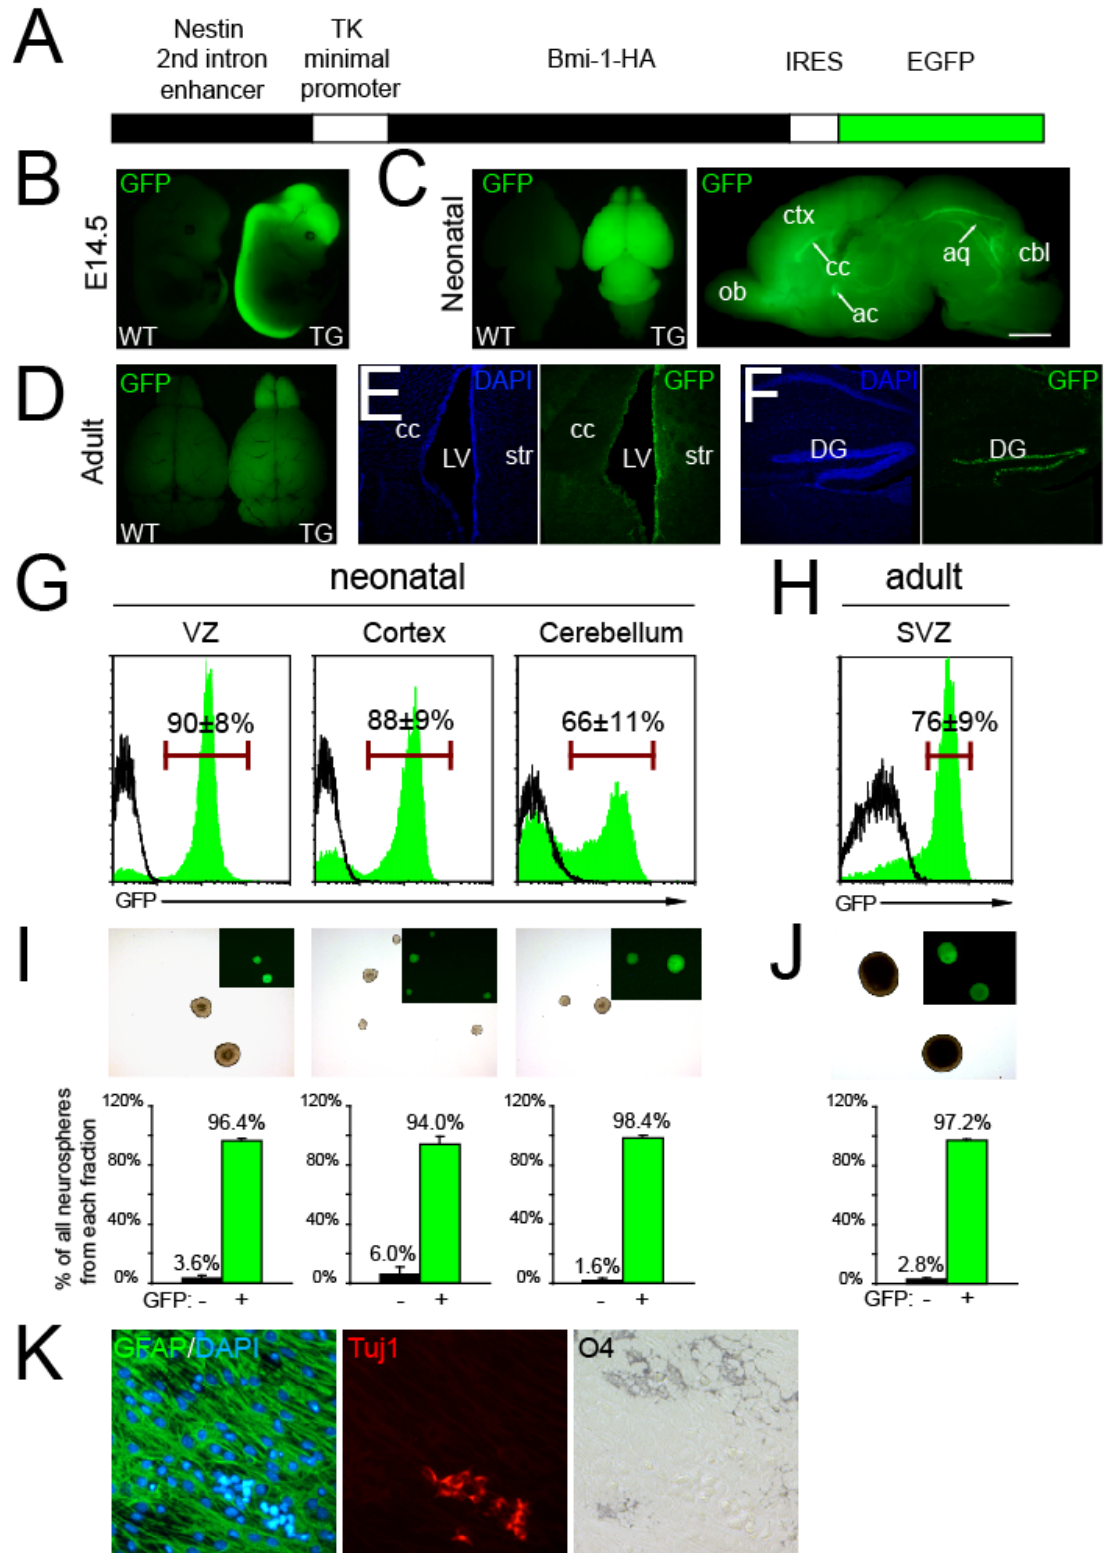 A
Nestin
2nd intron
enhancer
TK
minimal
promoter
Bmi-1-HA
IRES
EGFP
B
E14.5
GFP
WT
TG
C
Neonatal
GFP
WT
TG
GFP
ctx
cc
aq
cbl
ob
ac
D
Adult
GFP
WT
TG
E
DAPI
cc
LV
str
GFP
cc
LV
str
F
DAPI
DG
GFP
G
neonatal
VZ
Cortex
Cerebellum
90±8%
88±9%
66±11%
GFP
H
adult
SVZ
76±9%
GFP
I
J
% of all neurospheres
from each fraction
120%
80%
40%
0%
3.6%
96.4%
GFP: - +
120%
80%
40%
0%
6.0%
94.0%
- +
120%
80%
40%
0%
1.6%
98.4%
- +
120%
80%
40%
0%
2.8%
97.2%
GFP: - +
K
GFAP/DAPI
Tuj1
O4